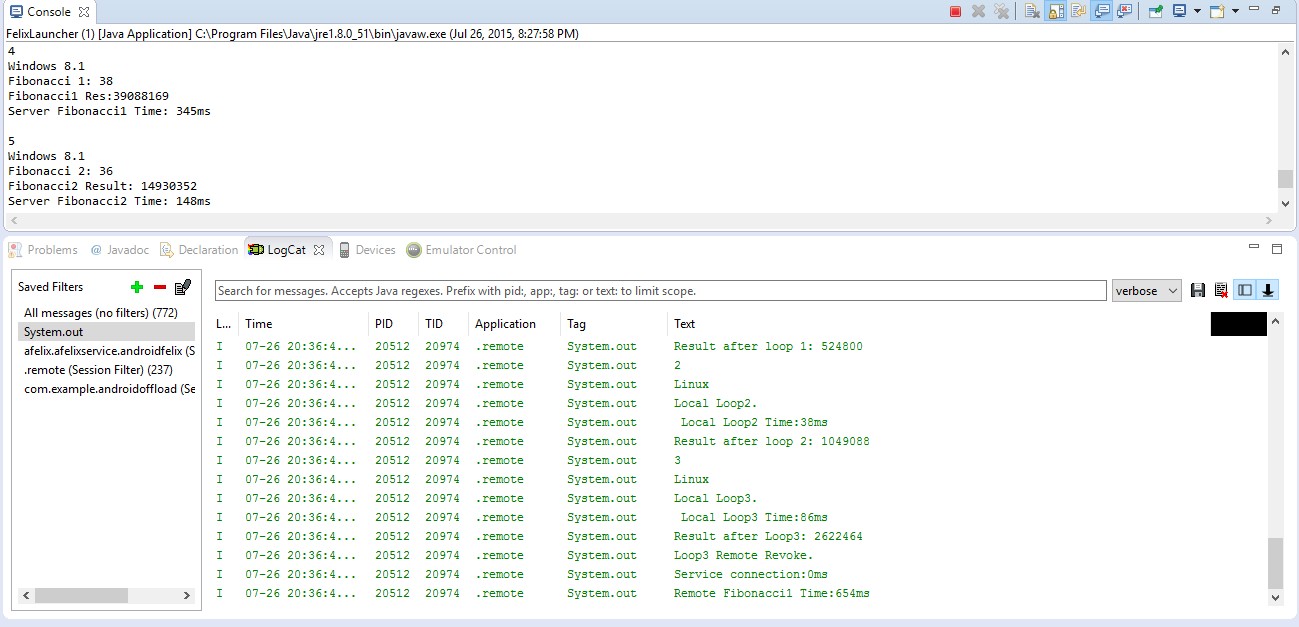 Console
FelixLauncher (1) [Java Application] C:\Program Files\Java\jre1.8.0_51\bin\javaw.exe (Jul 26, 2015, 8:27:58 PM)
4
Windows 8.1
Fibonacci 1: 38
Fibonacci1 Res:39088169
Server Fibonacci1 Time: 345ms
5
Windows 8.1
Fibonacci 2: 36
Fibonacci2 Result: 14930352
Server Fibonacci2 Time: 148ms
Problems @ Javadoc Declaration LogCat Devices Emulator Control
Saved Filters
All messages (no filters) (772)
System.out
afelix.afelixservice.androidfelix (S
.remote (Session Filter) (237)
com.example.androidoffload (Se
Search for messages. Accepts Java regexes. Prefix with pid:, app:, tag: or text: to limit scope.
verbose
L... Time PID TID Application Tag Text
I 07-26 20:36:4... 20512 20974 .remote System.out Result after loop 1: 524800
I 07-26 20:36:4... 20512 20974 .remote System.out 2
I 07-26 20:36:4... 20512 20974 .remote System.out Linux
I 07-26 20:36:4... 20512 20974 .remote System.out Local Loop2.
I 07-26 20:36:4... 20512 20974 .remote System.out Local Loop2 Time:38ms
I 07-26 20:36:4... 20512 20974 .remote System.out Result after loop 2: 1049088
I 07-26 20:36:4... 20512 20974 .remote System.out 3
I 07-26 20:36:4... 20512 20974 .remote System.out Linux
I 07-26 20:36:4... 20512 20974 .remote System.out Local Loop3.
I 07-26 20:36:4... 20512 20974 .remote System.out Local Loop3 Time:86ms
I 07-26 20:36:4... 20512 20974 .remote System.out Result after Loop3: 2622464
I 07-26 20:36:4... 20512 20974 .remote System.out Loop3 Remote Revoke.
I 07-26 20:36:4... 20512 20974 .remote System.out Service connection:0ms
I 07-26 20:36:4... 20512 20974 .remote System.out Remote Fibonacci1 Time:654ms